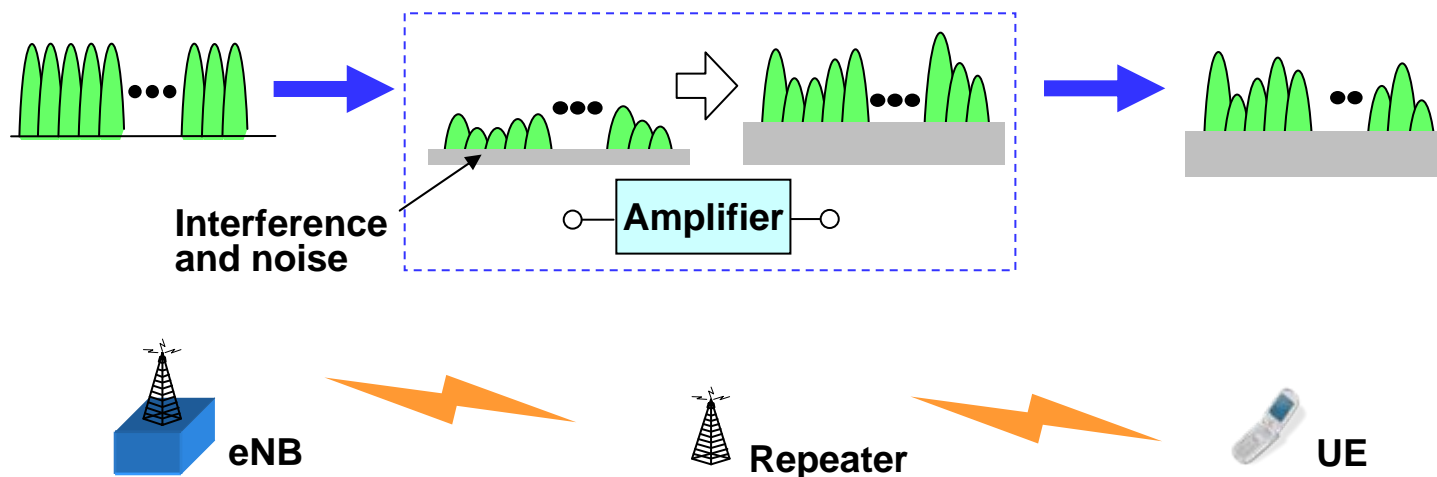 Interference
and noise
Amplifier
eNB
Repeater
UE